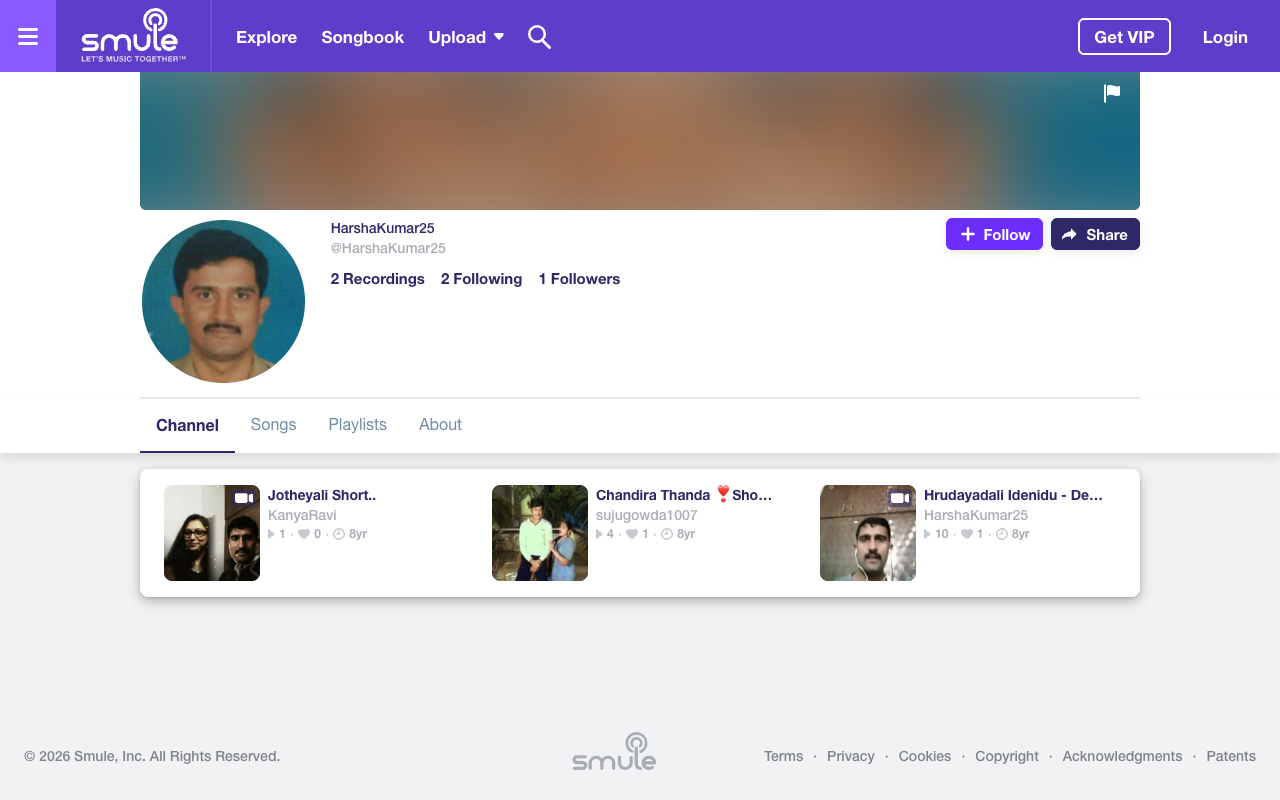 smule
LET'S MUSIC TOGETHER™
Explore
Songbook
Upload
Get VIP
Login
HarshaKumar25
@HarshaKumar25
2 Recordings
2 Following
1 Followers
Follow
Share
Channel
Songs
Playlists
About
Jotheyali Short..
KanyaRavi
1 · 0 · 8yr
Chandira Thanda ❣️Sho...
sujugowda1007
4 · 1 · 8yr
Hrudayadali Idenidu - De...
HarshaKumar25
10 · 1 · 8yr
© 2026 Smule, Inc. All Rights Reserved.
smule
Terms · Privacy · Cookies · Copyright · Acknowledgments · Patents